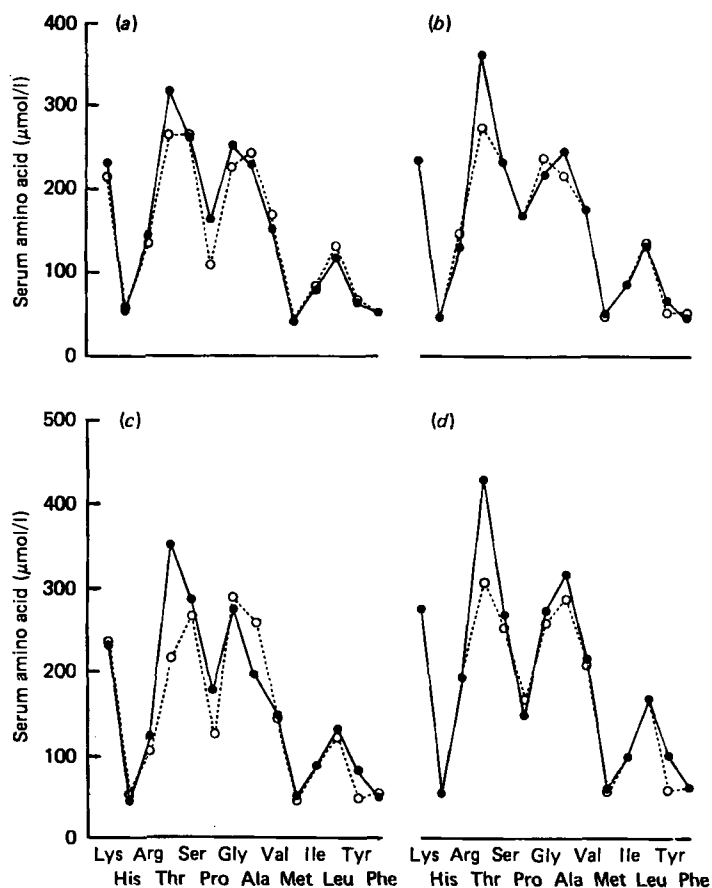 (a)
(b)
Serum amino acid (μmol/l)
400
300
200
100
0
(c)
(d)
Serum amino acid (μmol/l)
500
400
300
200
100
0
Lys Arg Ser Gly Val Ile Tyr
His Thr Pro Ala Met Leu Phe
Lys Arg Ser Gly Val Ile Tyr
His Thr Pro Ala Met Leu Phe